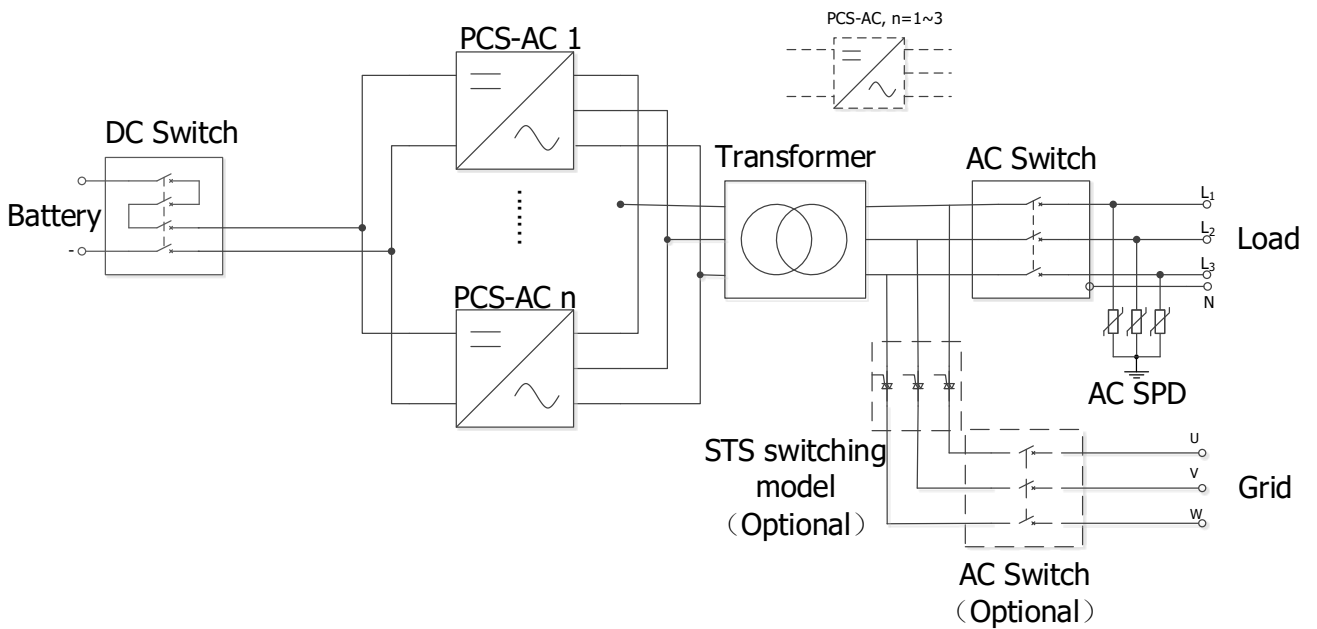 PCS-AC, n=1~3
PCS-AC 1
DC Switch
Transformer
AC Switch
Battery
-
L1
L2
Load
L3
N
PCS-AC n
AC SPD
STS switching
model
（Optional）
U
V
Grid
W
AC Switch
（Optional）